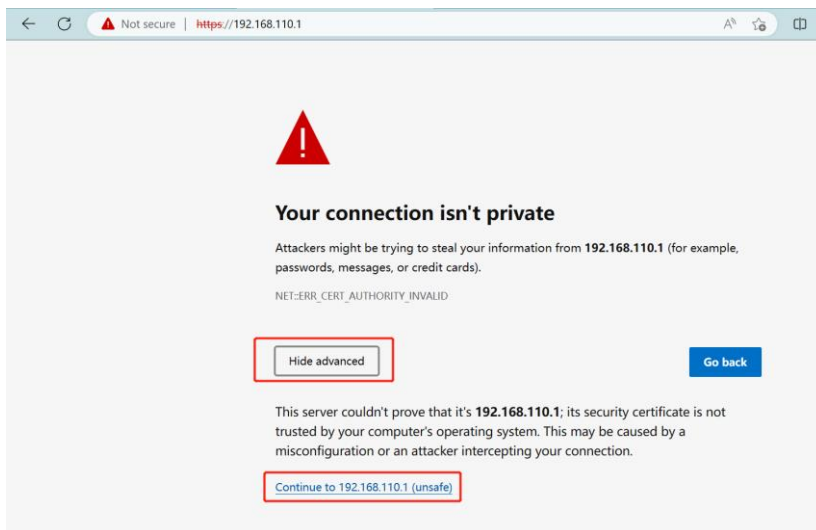 Not secure | https://192.168.110.1
Your connection isn't private
Attackers might be trying to steal your information from 192.168.110.1 (for example,
passwords, messages, or credit cards).
NET::ERR_CERT_AUTHORITY_INVALID
Hide advanced
Go back
This server couldn't prove that it's 192.168.110.1; its security certificate is not
trusted by your computer's operating system. This may be caused by a
misconfiguration or an attacker intercepting your connection.
Continue to 192.168.110.1 (unsafe)